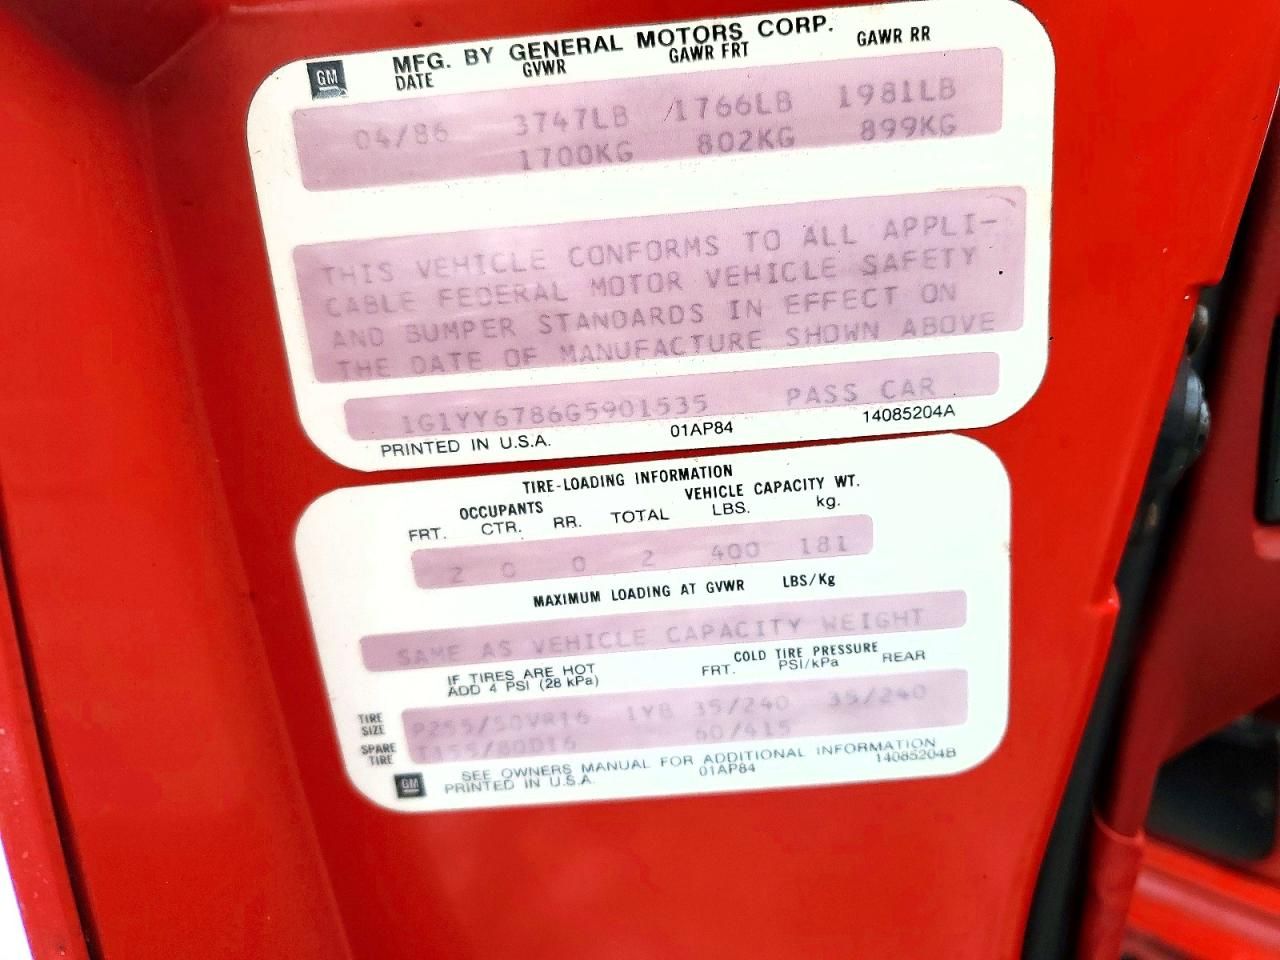 GM MFG. BY GENERAL MOTORS CORP.
DATE GVWR GAWR FRT GAWR RR
04/86 3747LB 1766LB 1981LB
1700KG 802KG 899KG
THIS VEHICLE CONFORMS TO ALL APPLI-
CABLE FEDERAL MOTOR VEHICLE SAFETY
AND BUMPER STANDARDS IN EFFECT ON
THE DATE OF MANUFACTURE SHOWN ABOVE
1G1YY6786G5901535 PASS CAR
PRINTED IN U.S.A. 01AP84 14085204A
TIRE-LOADING INFORMATION
OCCUPANTS VEHICLE CAPACITY WT.
FRT. CTR. RR. TOTAL LBS. kg.
2 0 0 2 400 181
MAXIMUM LOADING AT GVWR LBS/Kg
SAME AS VEHICLE CAPACITY WEIGHT
IF TIRES ARE HOT COLD TIRE PRESSURE
ADD 4 PSI (28 kPa) FRT. PSI/kPa REAR
TIRE SIZE P255/50VR16 1YB 35/240 35/240
SPARE TIRE T155/80D16 60/415
SEE OWNERS MANUAL FOR ADDITIONAL INFORMATION
GM PRINTED IN U.S.A. 01AP84 14085204B